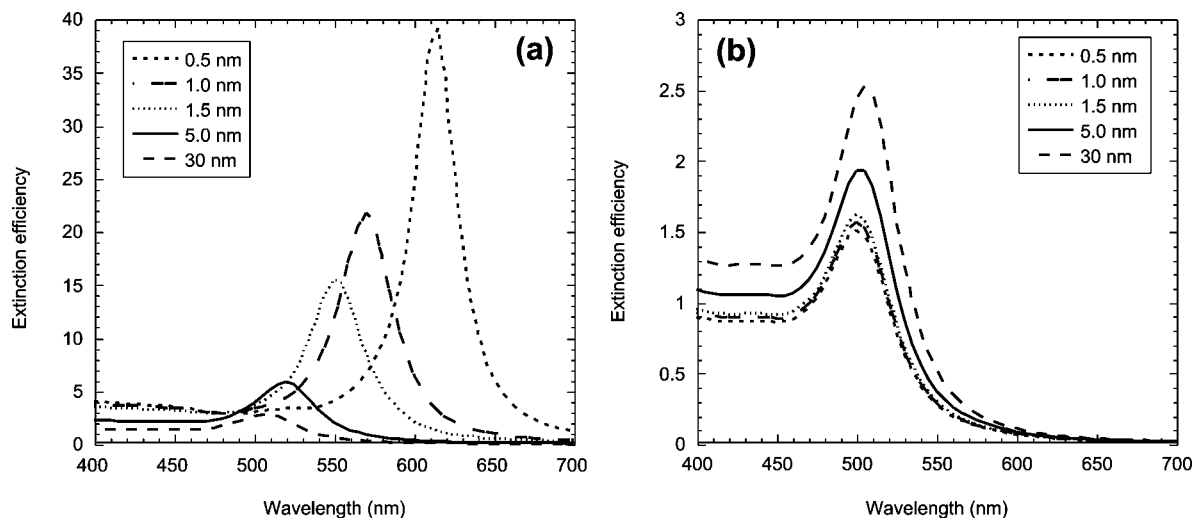 (a)
40
35
30
25
20
15
10
5
0
Extinction efficiency
0.5 nm
1.0 nm
1.5 nm
5.0 nm
30 nm
400 450 500 550 600 650 700
Wavelength (nm)
(b)
3
2.5
2
1.5
1
0.5
0
Extinction efficiency
0.5 nm
1.0 nm
1.5 nm
5.0 nm
30 nm
400 450 500 550 600 650 700
Wavelength (nm)